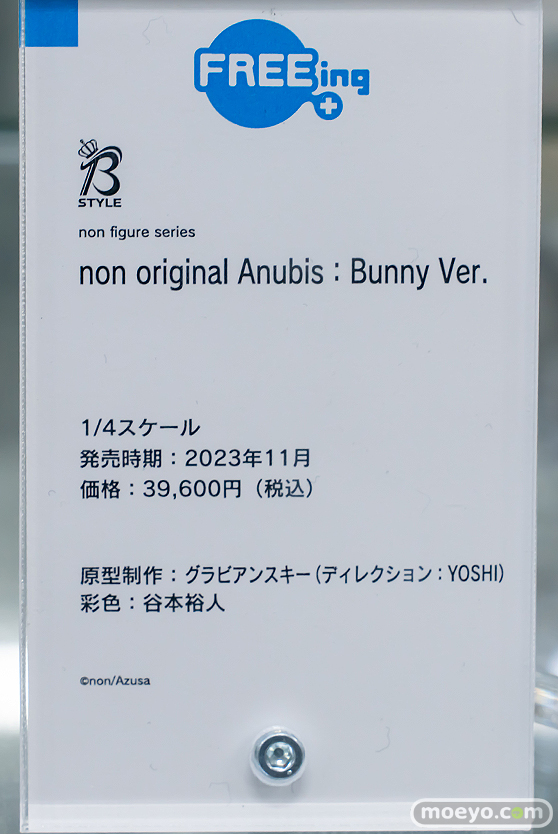 FREEing
B
STYLE
non figure series
non original Anubis：Bunny Ver.
1/4スケール
発売時期：2023年11月
価格：39,600円（税込）
原型制作：グラビアンスキー（ディレクション：YOSHI）
彩色：谷本裕人
©non/Azusa
moeyo.com